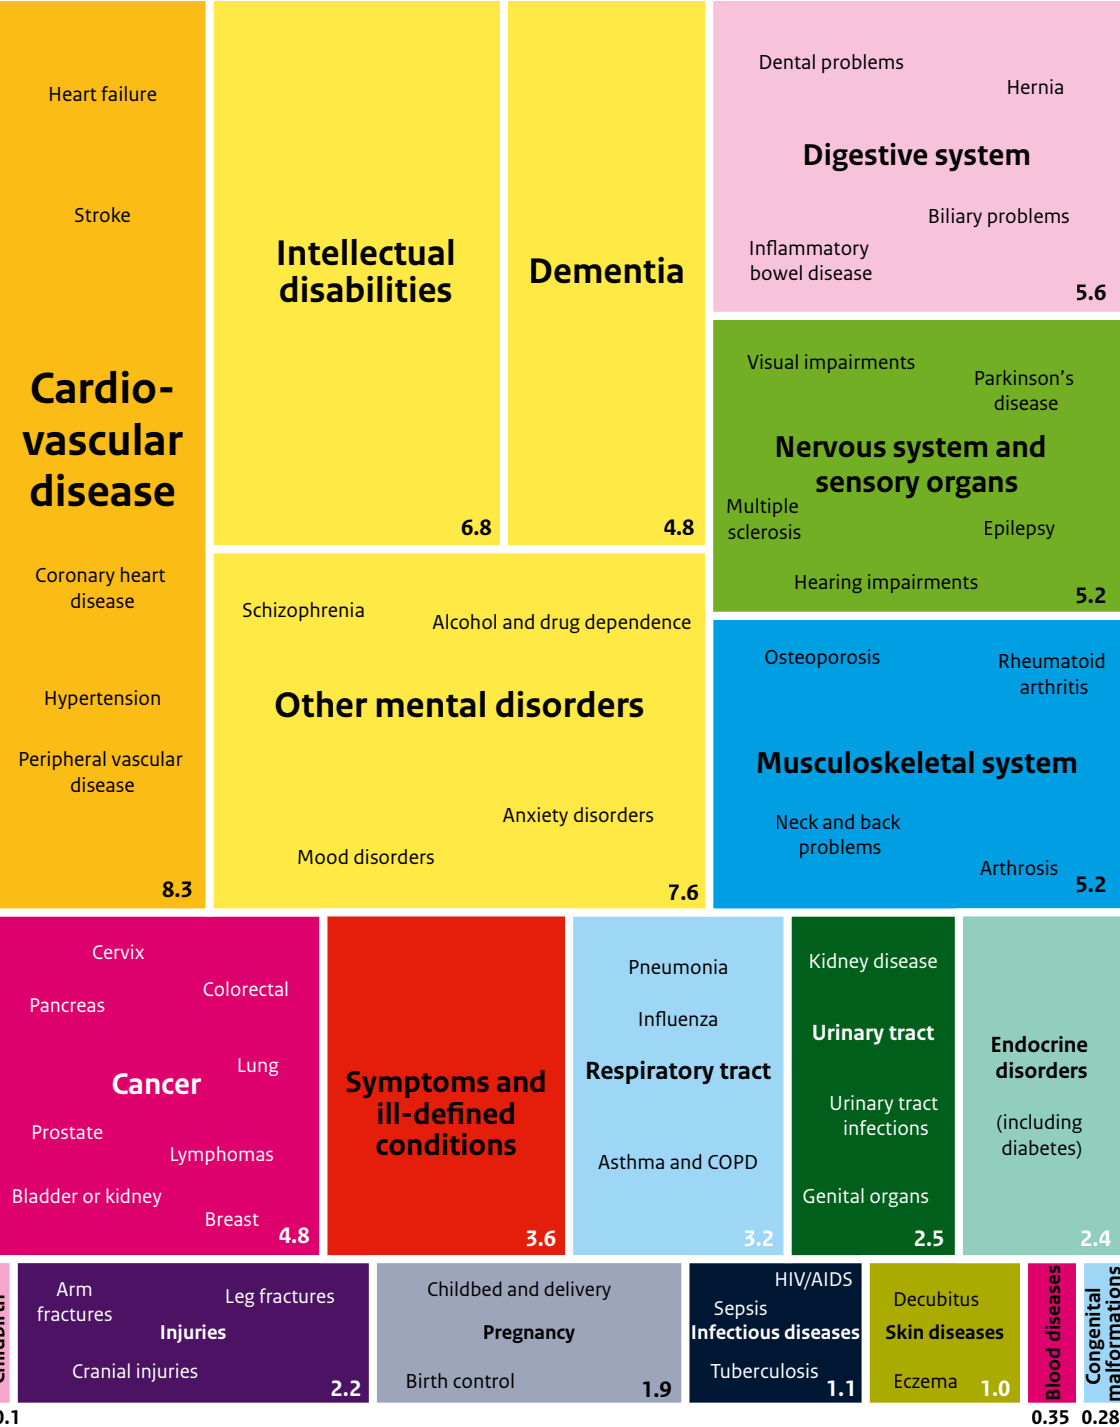 Heart failure
Stroke
Cardio-
vascular
disease
Coronary heart
disease
Hypertension
Peripheral vascular
disease
8.3
Intellectual
disabilities
6.8
Dementia
4.8
Schizophrenia
Alcohol and drug dependence
Other mental disorders
Anxiety disorders
Mood disorders
7.6
Dental problems
Hernia
Digestive system
Biliary problems
Inflammatory
bowel disease
5.6
Visual impairments
Parkinson's
disease
Nervous system and
sensory organs
Multiple
sclerosis
Epilepsy
Hearing impairments
5.2
Osteoporosis
Rheumatoid
arthritis
Musculoskeletal system
Neck and back
problems
Arthrosis
5.2
Cervix
Colorectal
Pancreas
Lung
Cancer
Prostate
Lymphomas
Bladder or kidney
Breast
4.8
Symptoms and
ill-defined
conditions
3.6
Pneumonia
Influenza
Respiratory tract
Asthma and COPD
3.2
Kidney disease
Urinary tract
Urinary tract
infections
Genital organs
2.5
Endocrine
disorders
(including
diabetes)
2.4
Arm
fractures
Leg fractures
Injuries
Cranial injuries
2.2
Childbed and delivery
Pregnancy
Birth control
1.9
HIV/AIDS
Sepsis
Infectious diseases
Tuberculosis
1.1
Decubitus
Skin diseases
Eczema
1.0
Blood diseases
0.35
Congenital
malformations
0.28